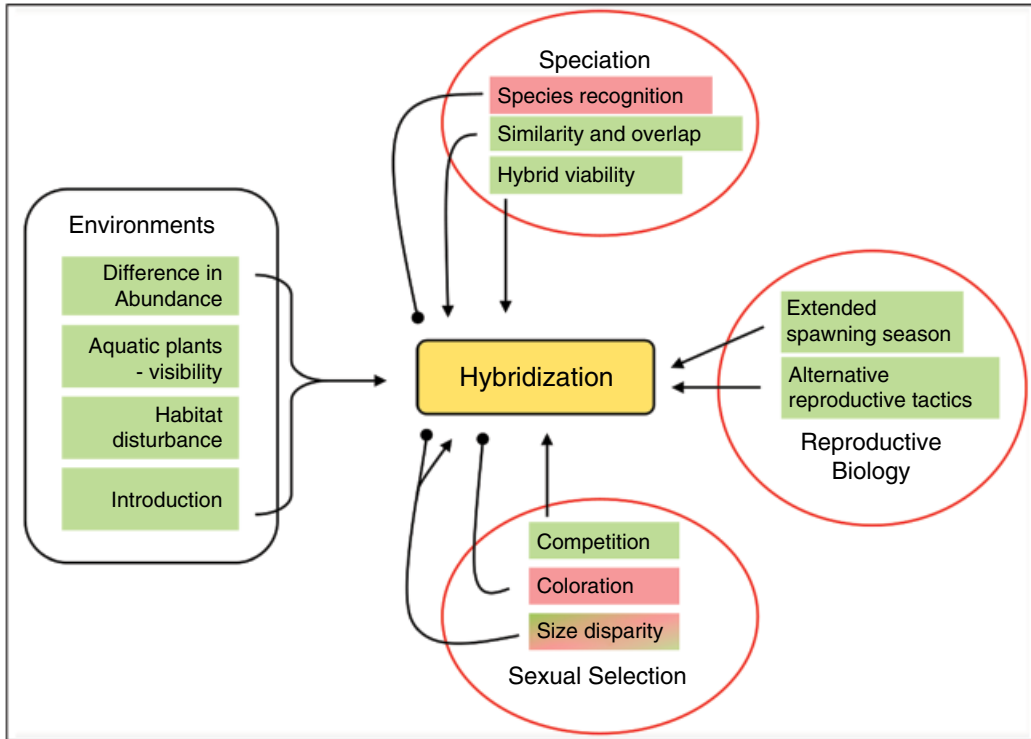 Speciation
Species recognition
Similarity and overlap
Hybrid viability
Environments
Difference in
Abundance
Aquatic plants
- visibility
Habitat
disturbance
Introduction
Hybridization
Extended
spawning season
Alternative
reproductive tactics
Reproductive
Biology
Competition
Coloration
Size disparity
Sexual Selection